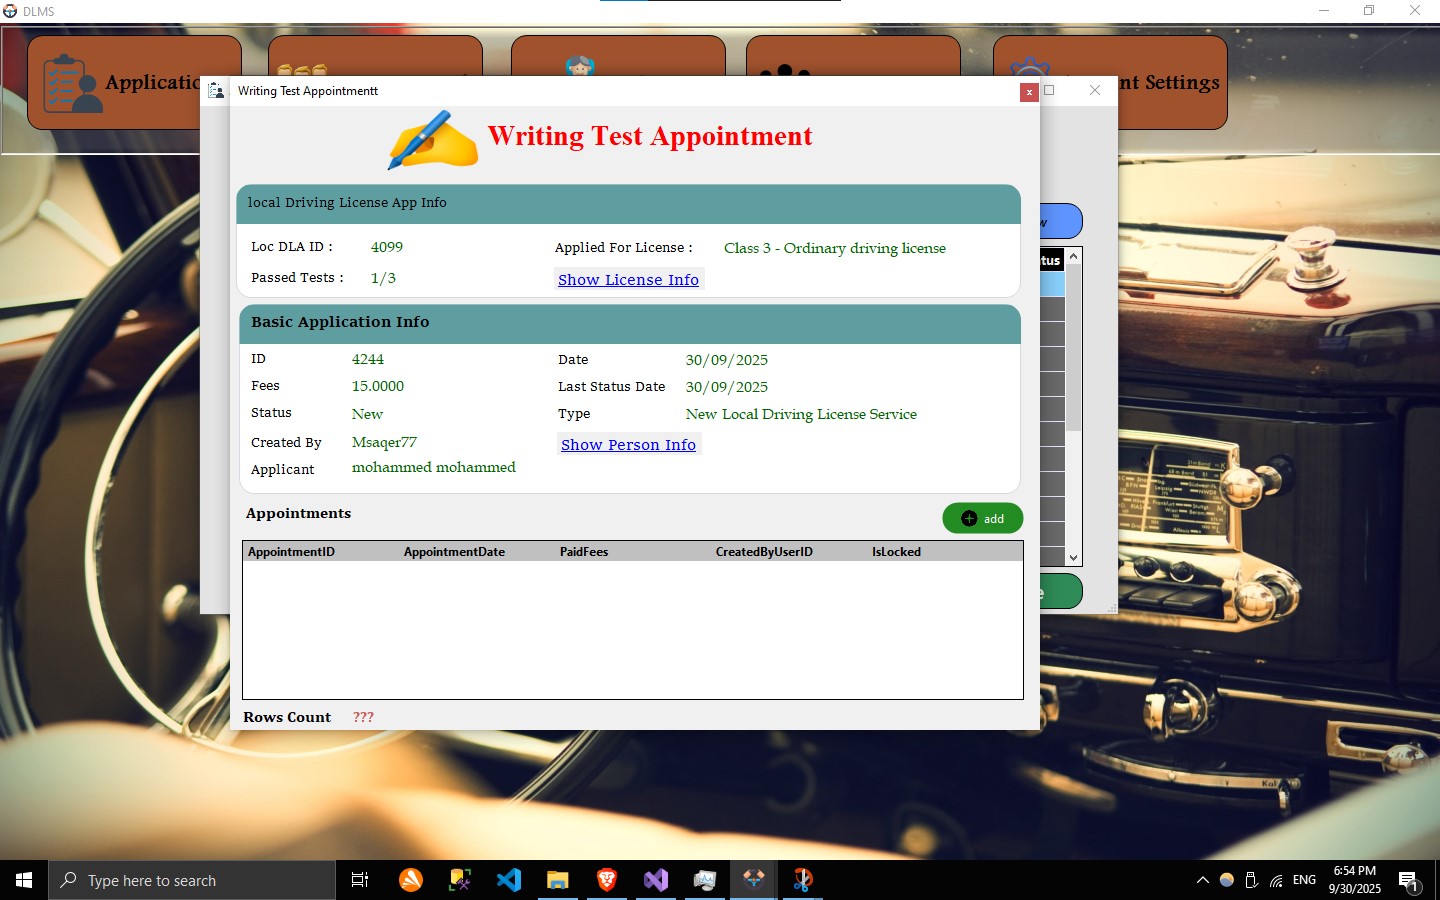 DLMS
Applicatio
nt Settings
Writing Test Appointmentt
x
Writing Test Appointment
local Driving License App Info
Loc DLA ID : 4099 Applied For License : Class 3 - Ordinary driving license
Passed Tests : 1/3 Show License Info
Basic Application Info
ID 4244 Date 30/09/2025
Fees 15.0000 Last Status Date 30/09/2025
Status New Type New Local Driving License Service
Created By Msaqer77 Show Person Info
Applicant mohammed mohammed
Appointments
add
AppointmentID AppointmentDate PaidFees CreatedByUserID IsLocked
Rows Count ???
w
tus
e
Type here to search
ENG
6:54 PM
9/30/2025
1